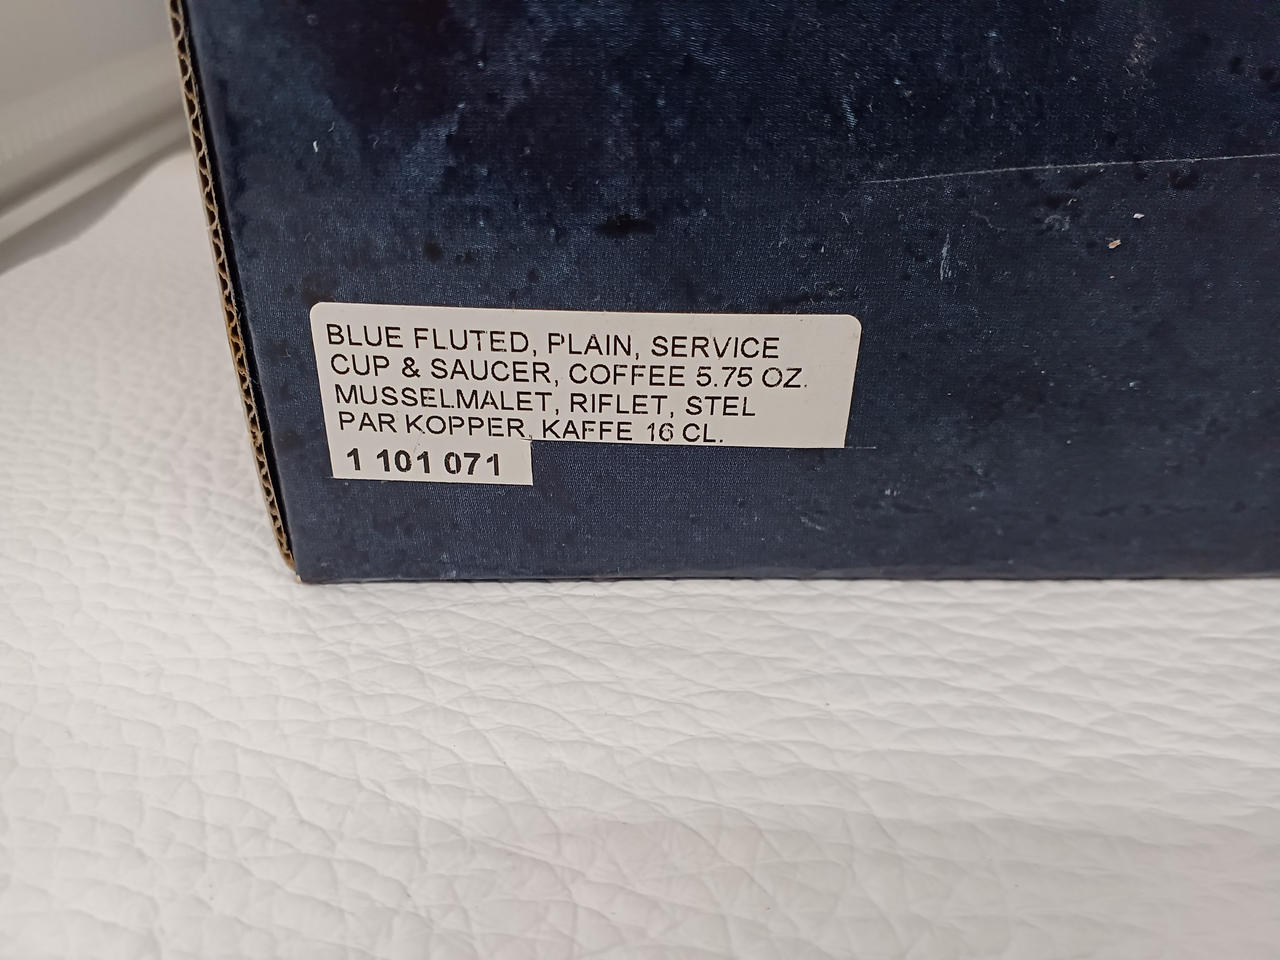 BLUE FLUTED, PLAIN, SERVICE
CUP & SAUCER, COFFEE 5.75 OZ.
MUSSELMALET, RIFLET, STEL
PAR KOPPER, KAFFE 16 CL.
1 101 071